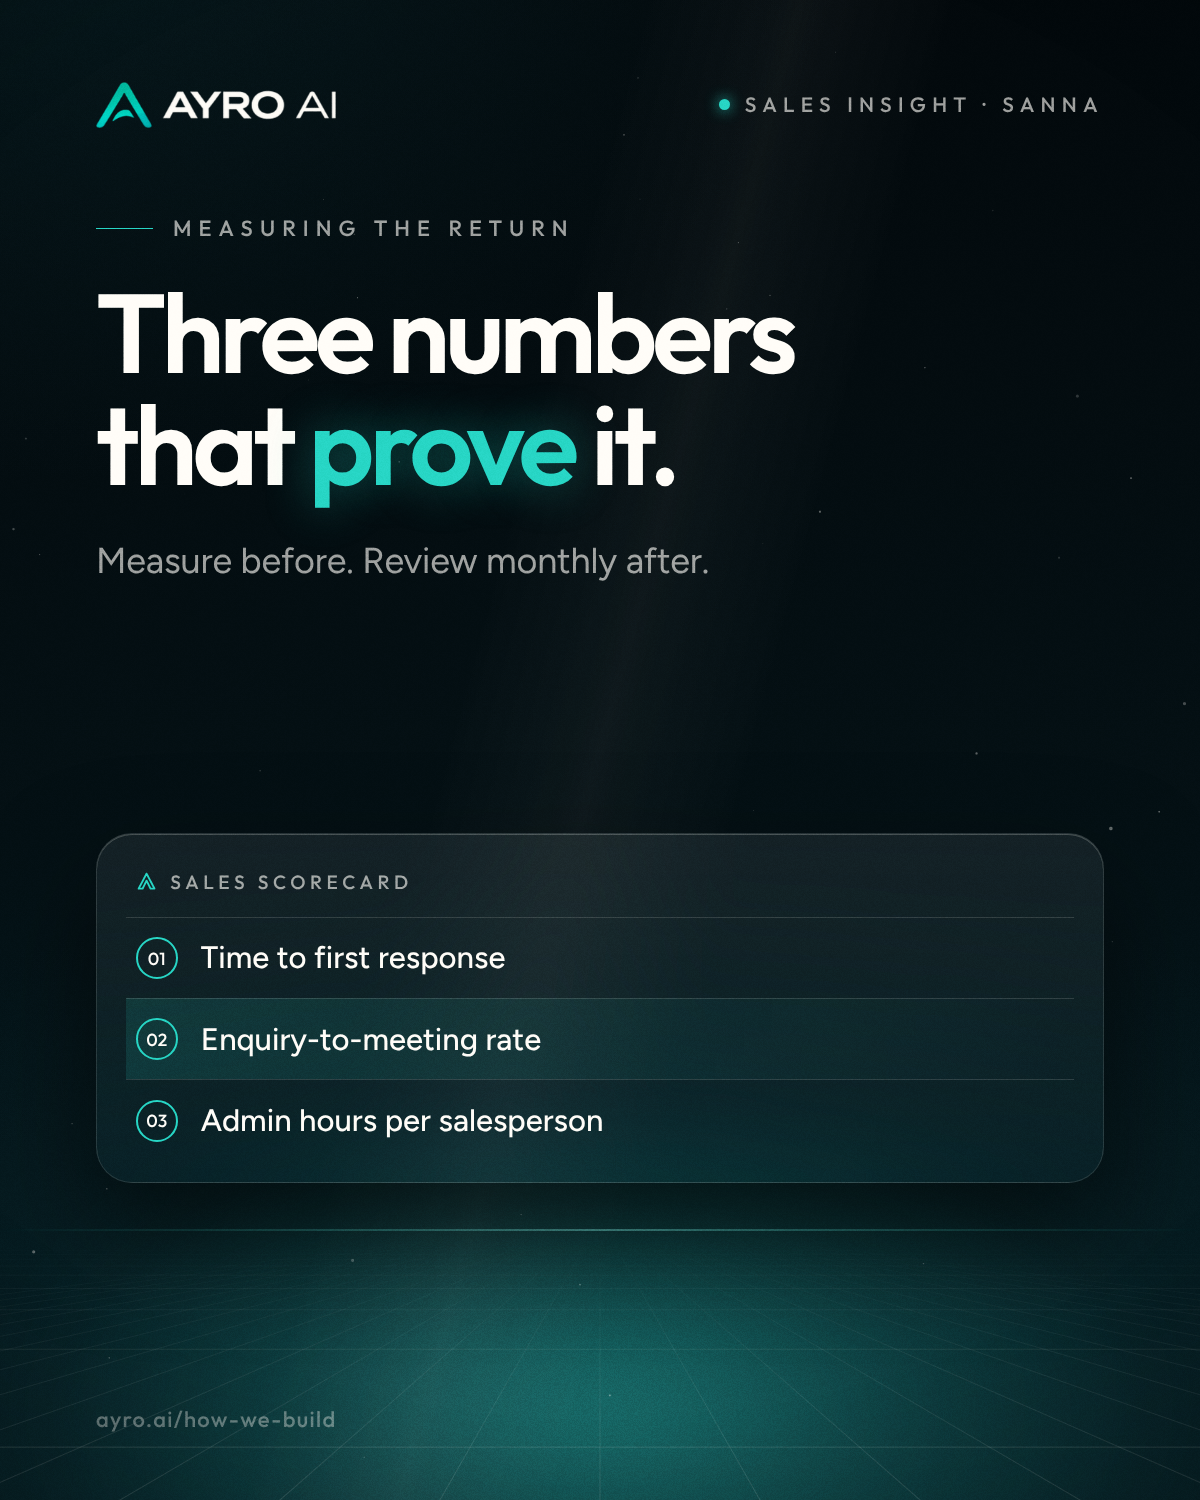 AYRO AI
SALES INSIGHT · SANNA
MEASURING THE RETURN
Three numbers
that prove it.
Measure before. Review monthly after.
SALES SCORECARD
01 Time to first response
02 Enquiry-to-meeting rate
03 Admin hours per salesperson
ayro.ai/how-we-build